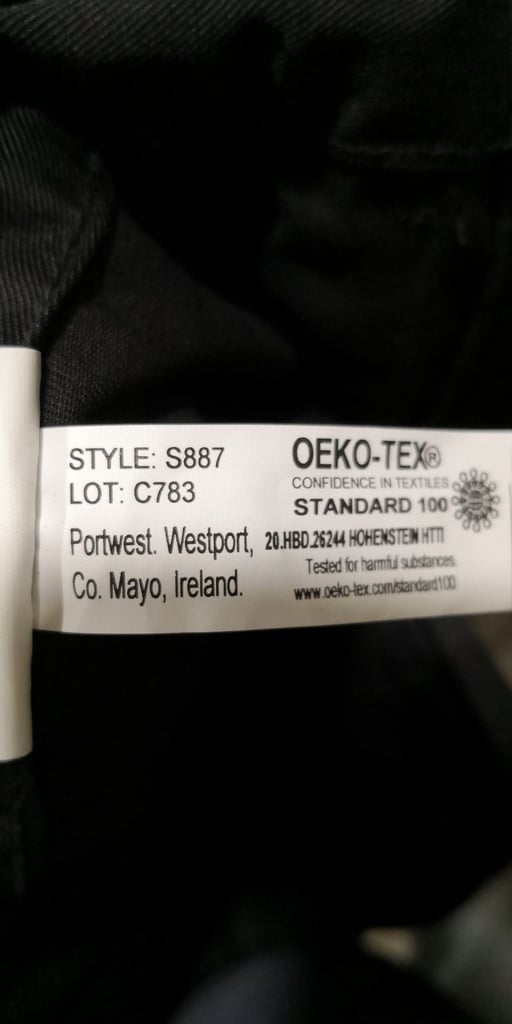 STYLE: S887
LOT: C783
Portwest. Westport,
Co. Mayo, Ireland.
OEKO-TEX®
CONFIDENCE IN TEXTILES
STANDARD 100
20.HBD.26244 HOHENSTEIN HTTI
Tested for harmful substances.
www.oeko-tex.com/standard100